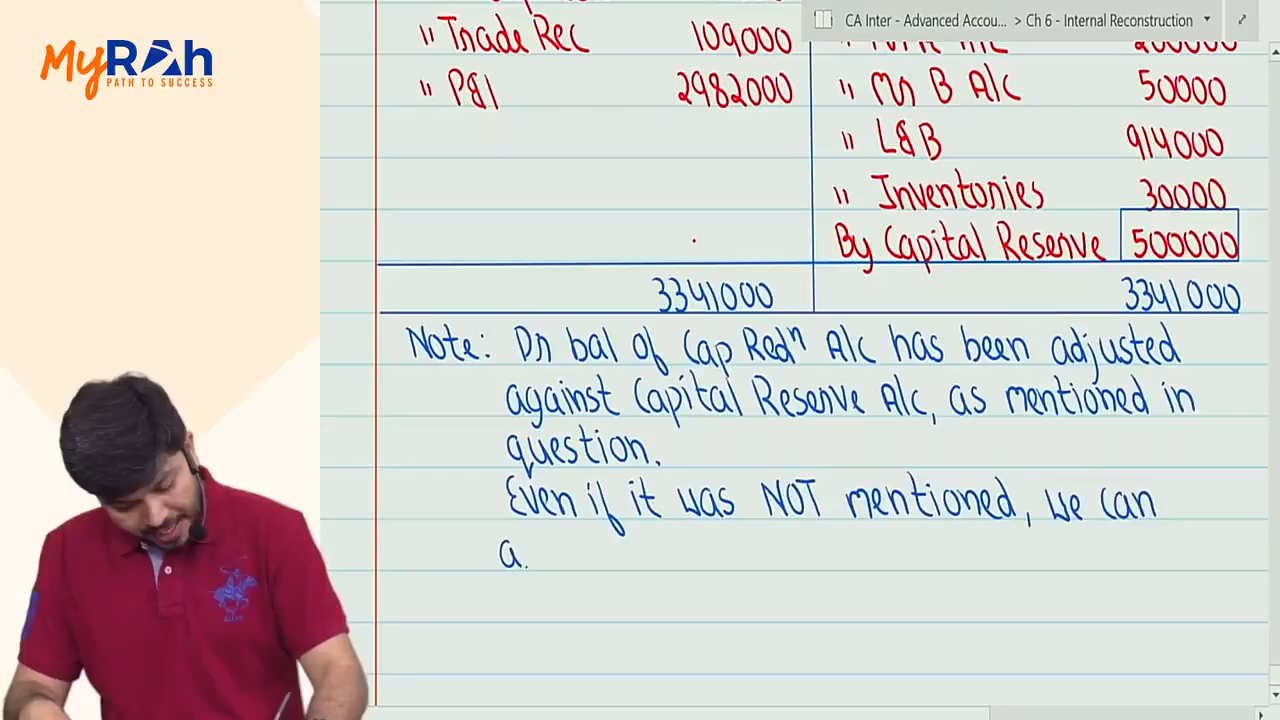 MyRAh
PATH TO SUCCESS
CA Inter - Advanced Accou... > Ch 6 - Internal Reconstruction
" Trade Rec 109000
" P&l 2982000
" Mr B A/c 50000
" L&B 914000
" Inventories 30000
By Capital Reserve 500000
3341000 3341000
Note: Dr bal of Cap Redⁿ A/c has been adjusted
against Capital Reserve A/c, as mentioned in
question.
Even if it was NOT mentioned, we can
a